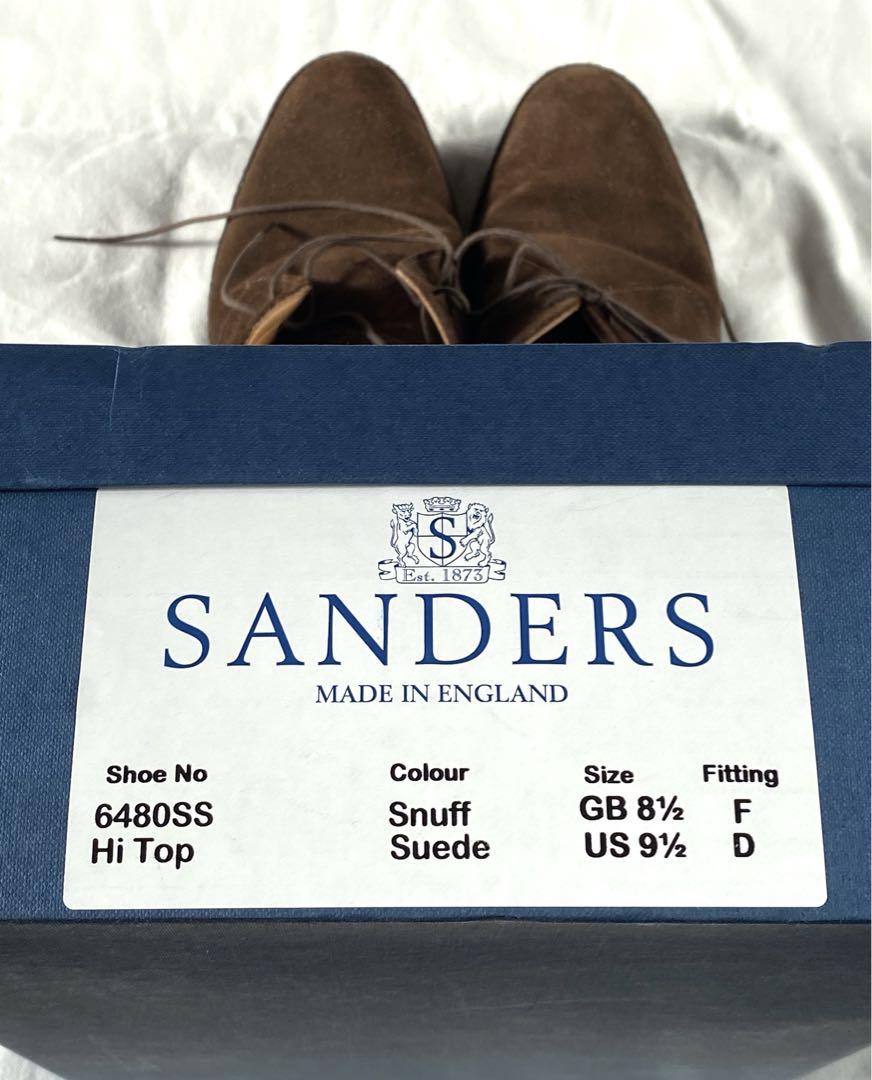 S
Est. 1873
SANDERS
MADE IN ENGLAND
Shoe No Colour Size Fitting
6480SS Snuff GB 8½ F
Hi Top Suede US 9½ D